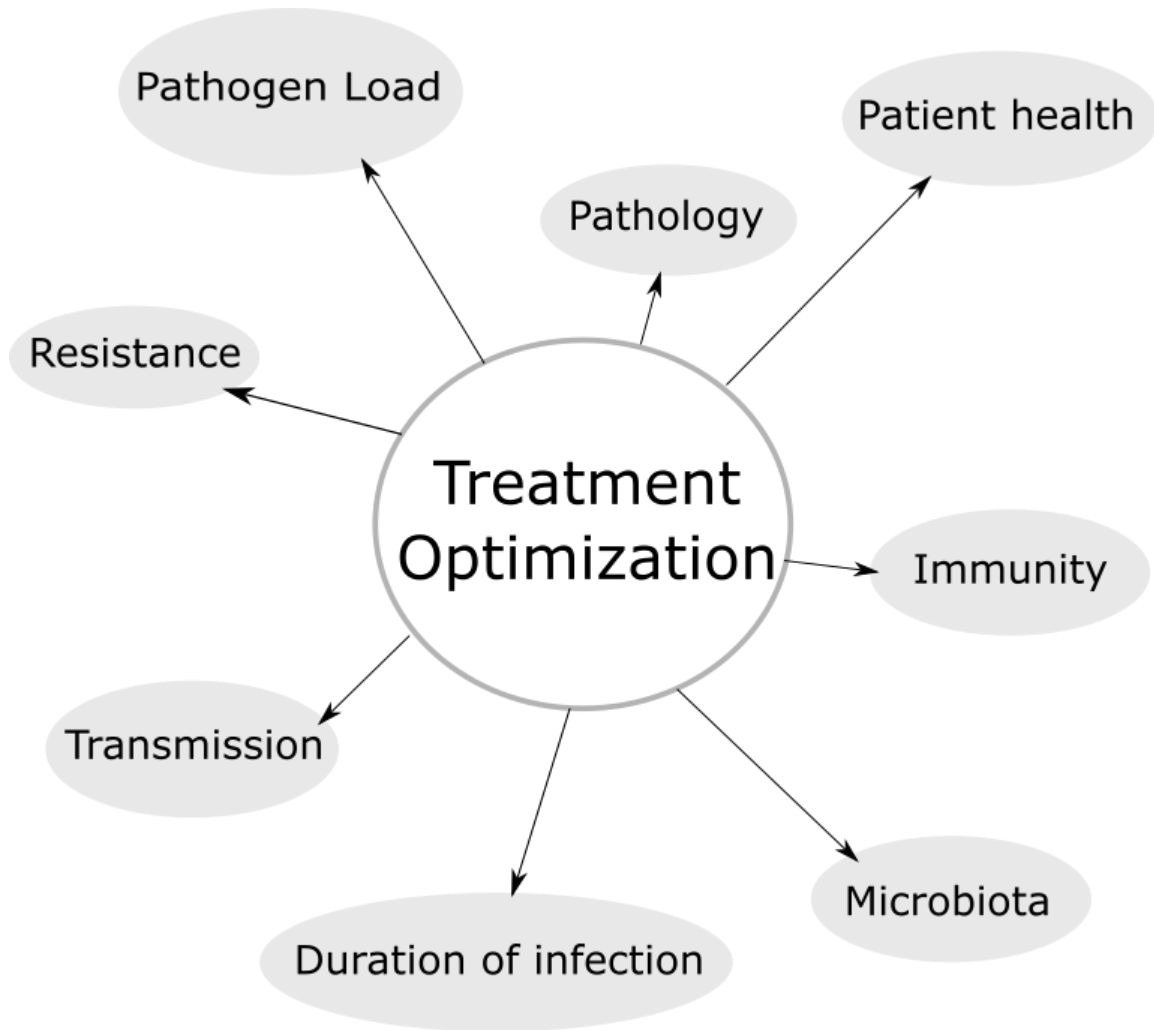 Pathogen Load
Patient health
Pathology
Resistance
Treatment
Optimization
Immunity
Transmission
Microbiota
Duration of infection